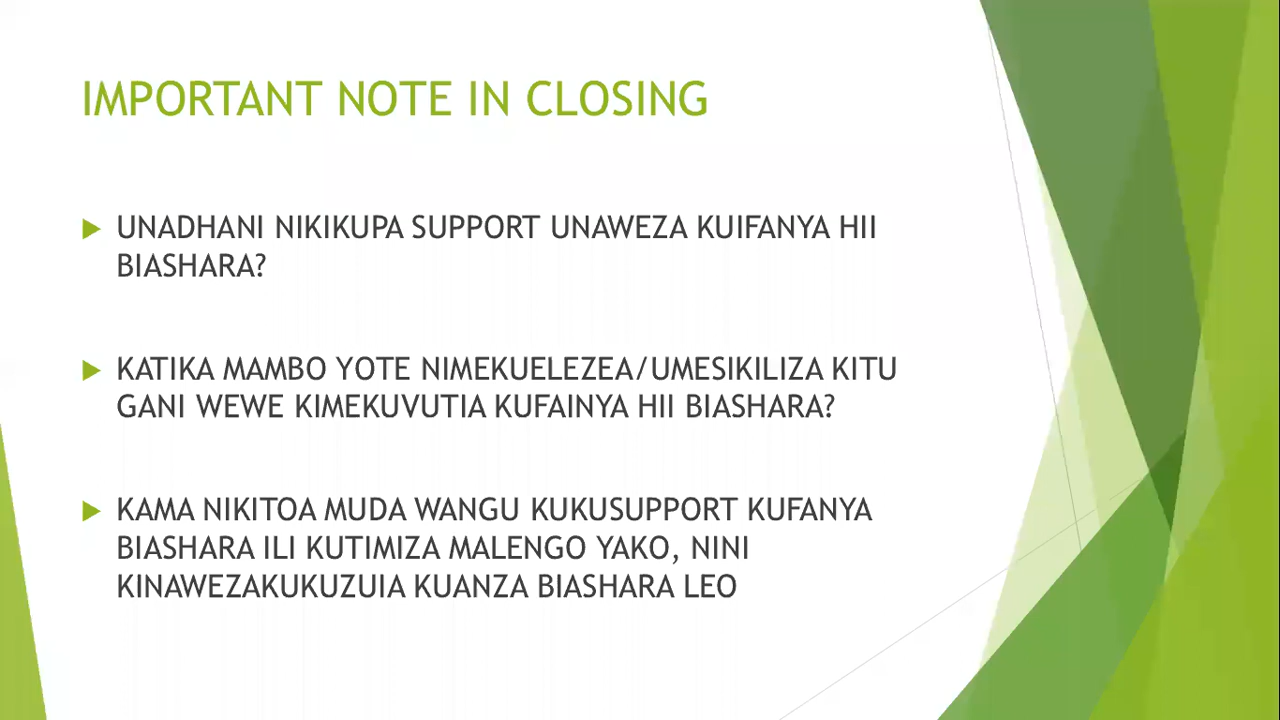 IMPORTANT NOTE IN CLOSING
UNADHANI NIKIKUPA SUPPORT UNAWEZA KUIFANYA HII
BIASHARA?
KATIKA MAMBO YOTE NIMEKUELEZEA/UMESIKILIZA KITU
GANI WEWE KIMEKUVUTIA KUFAINYA HII BIASHARA?
KAMA NIKITOA MUDA WANGU KUKUSUPPORT KUFANYA
BIASHARA ILI KUTIMIZA MALENGO YAKO, NINI
KINAWEZAKUKUZUIA KUANZA BIASHARA LEO